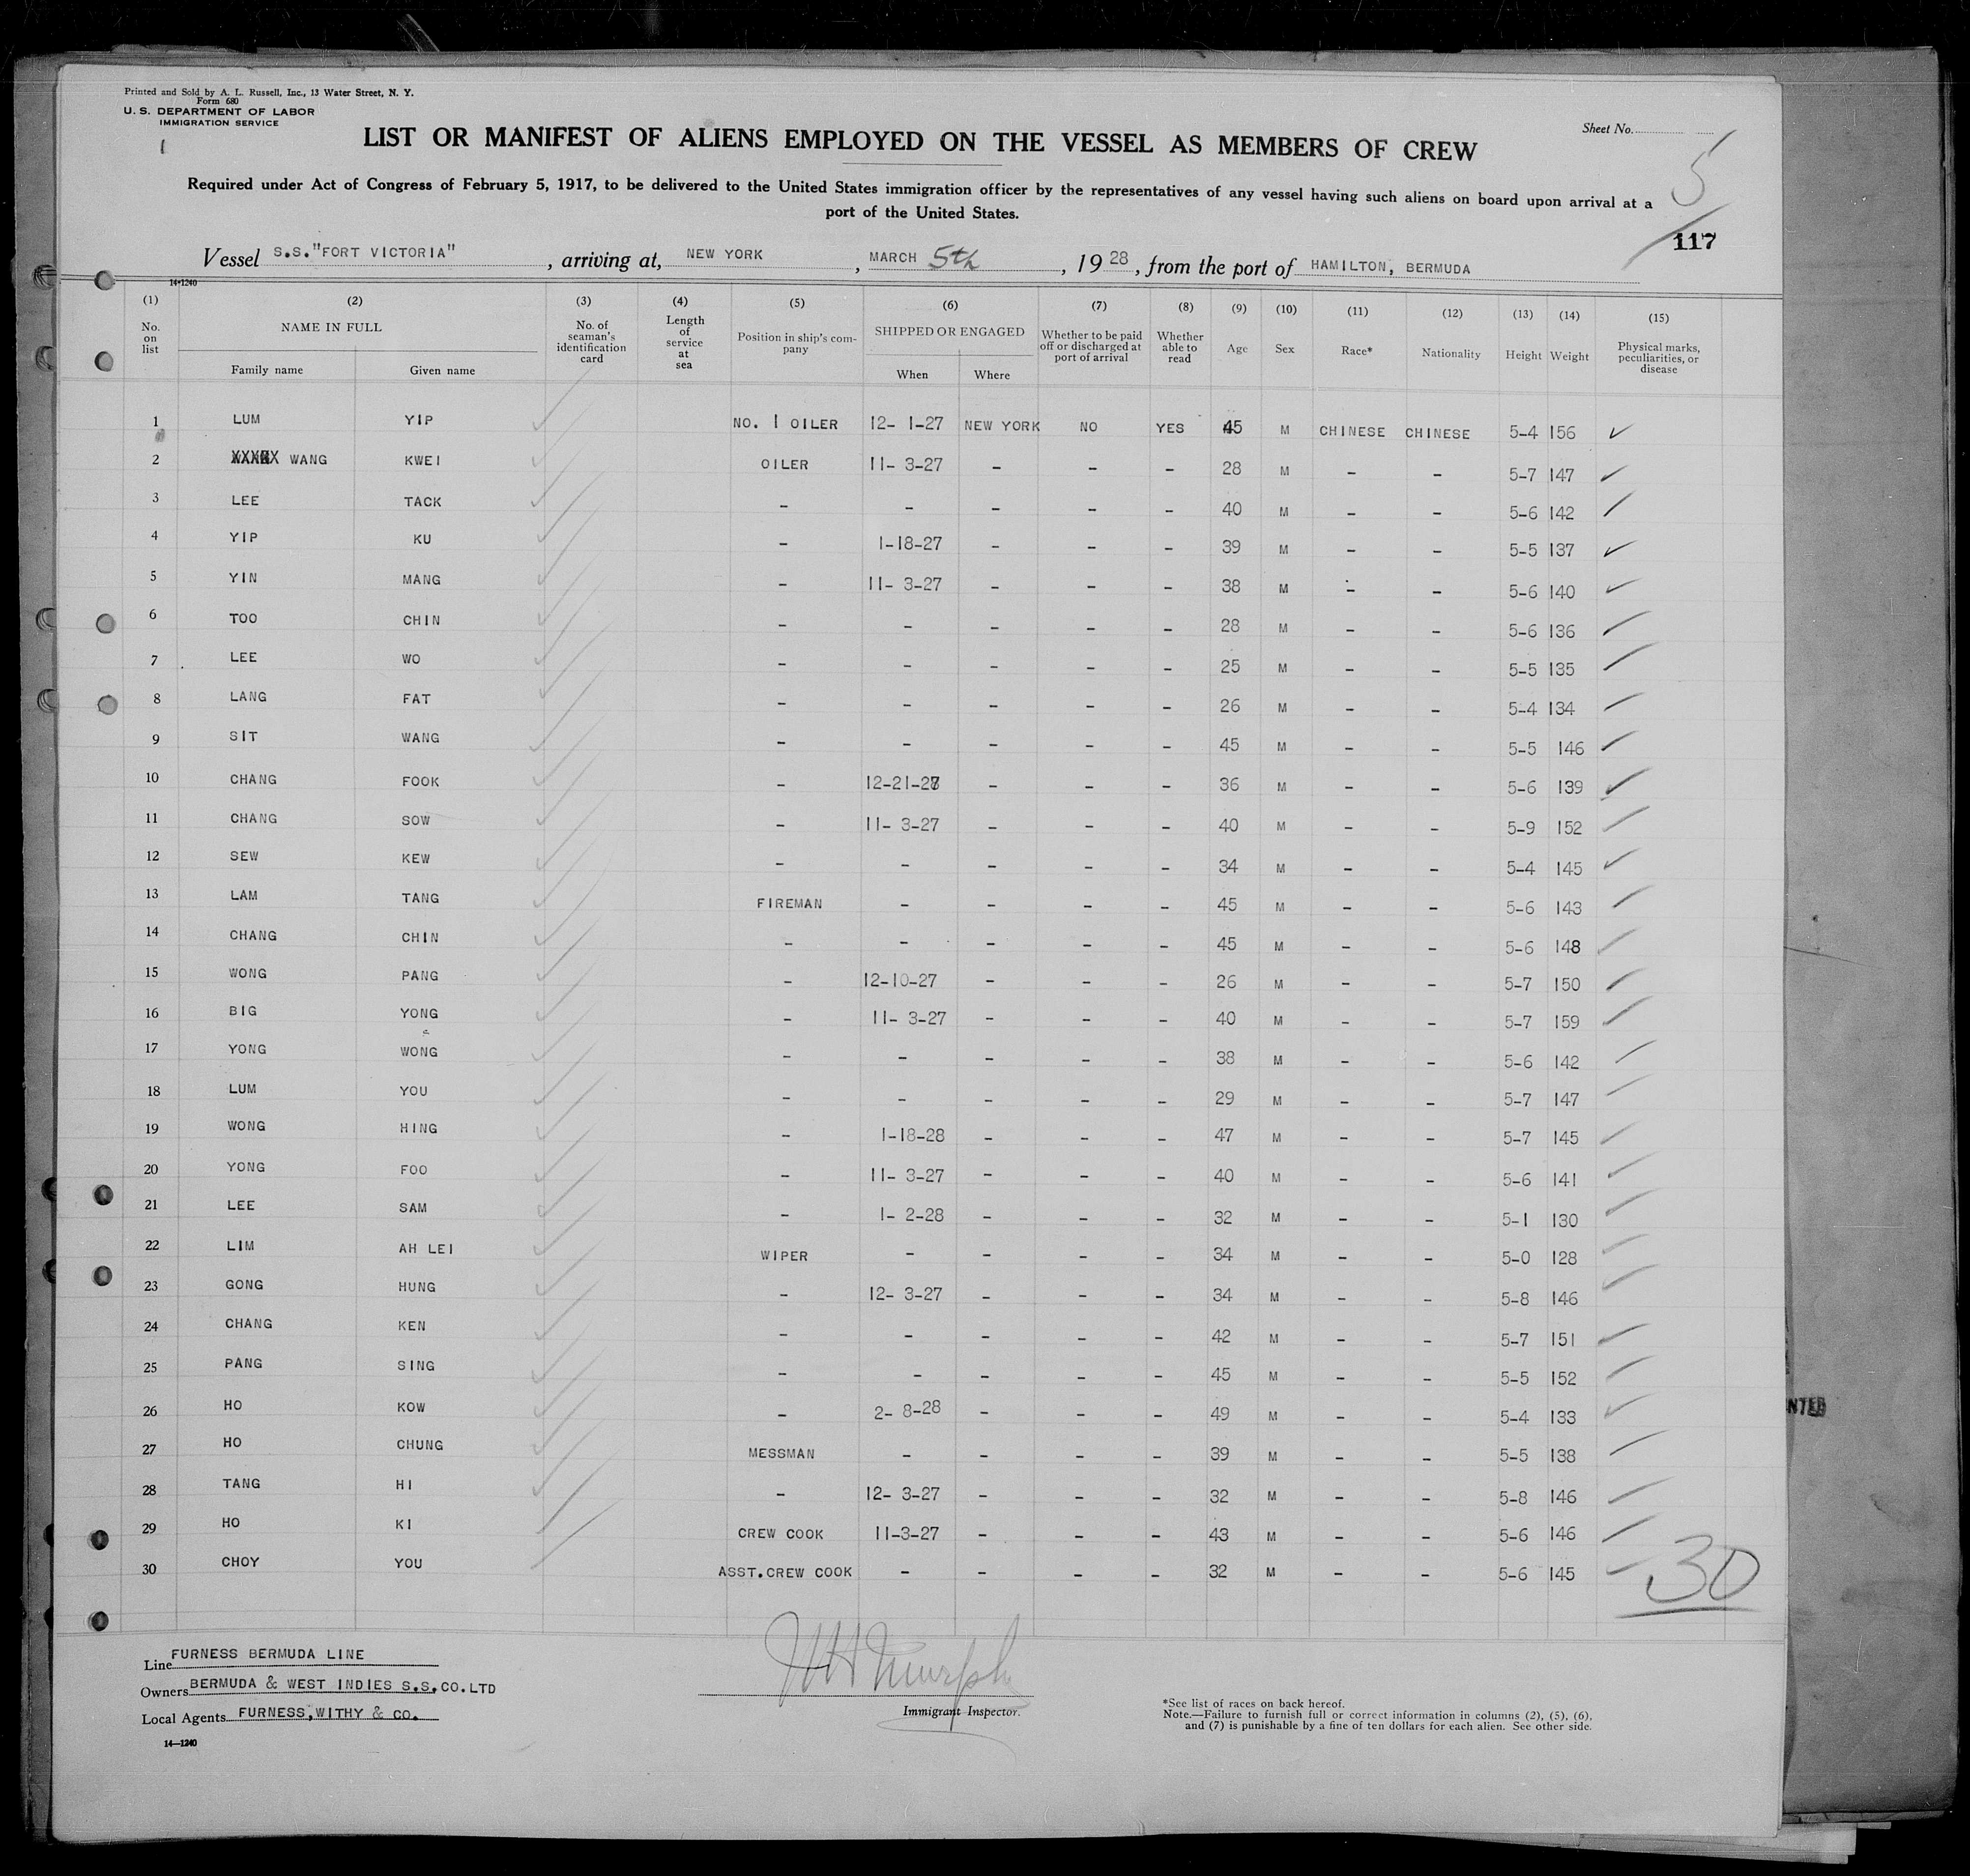 Printed and Sold by A. L. Russell, Inc., 13 Water Street, N. Y.
Form 680
U. S. DEPARTMENT OF LABOR
IMMIGRATION SERVICE
1
Sheet No.
5
117
LIST OR MANIFEST OF ALIENS EMPLOYED ON THE VESSEL AS MEMBERS OF CREW
Required under Act of Congress of February 5, 1917, to be delivered to the United States immigration officer by the representatives of any vessel having such aliens on board upon arrival at a
port of the United States.
Vessel S.S."FORT VICTORIA", arriving at, NEW YORK, MARCH 5th, 1928, from the port of HAMILTON, BERMUDA
14-1240
(1) (2) (3) (4) (5) (6) (7) (8) (9) (10) (11) (12) (13) (14) (15)
No. on list NAME IN FULL Family name Given name No. of seaman's identification card Length of service at sea Position in ship's company SHIPPED OR ENGAGED When Where Whether to be paid off or discharged at port of arrival Whether able to read Age Sex Race* Nationality Height Weight Physical marks, peculiarities, or disease
1 LUM YIP NO. 1 OILER 12- 1-27 NEW YORK NO YES 45 M CHINESE CHINESE 5-4 156
2 WANG KWEI OILER 11- 3-27 - - - 28 M - - 5-7 147
3 LEE TACK - - - - - 40 M - - 5-6 142
4 YIP KU - 1-18-27 - - - 39 M - - 5-5 137
5 YIN MANG - 11- 3-27 - - - 38 M - - 5-6 140
6 TOO CHIN - - - - - 28 M - - 5-6 136
7 LEE WO - - - - - 25 M - - 5-5 135
8 LANG FAT - - - - - 26 M - - 5-4 134
9 SIT WANG - - - - - 45 M - - 5-5 146
10 CHANG FOOK - 12-21-27 - - - 36 M - - 5-6 139
11 CHANG SOW - 11- 3-27 - - - 40 M - - 5-9 152
12 SEW KEW - - - - - 34 M - - 5-4 145
13 LAM TANG FIREMAN - - - - 45 M - - 5-6 143
14 CHANG CHIN - - - - - 45 M - - 5-6 148
15 WONG PANG - 12-10-27 - - - 26 M - - 5-7 150
16 BIG YONG - 11- 3-27 - - - 40 M - - 5-7 159
17 YONG WONG - - - - - 38 M - - 5-6 142
18 LUM YOU - - - - - 29 M - - 5-7 147
19 WONG HING - 1-18-28 - - - 47 M - - 5-7 145
20 YONG FOO - 11- 3-27 - - - 40 M - - 5-6 141
21 LEE SAM - 1- 2-28 - - - 32 M - - 5-1 130
22 LIM AH LEI WIPER - - - - 34 M - - 5-0 128
23 GONG HUNG - 12- 3-27 - - - 34 M - - 5-8 146
24 CHANG KEN - - - - - 42 M - - 5-7 151
25 PANG SING - - - - - 45 M - - 5-5 152
26 HO KOW - 2- 8-28 - - - 49 M - - 5-4 133
27 HO CHUNG MESSMAN - - - - 39 M - - 5-5 138
28 TANG HI - 12- 3-27 - - - 32 M - - 5-8 146
29 HO KI CREW COOK 11-3-27 - - - 43 M - - 5-6 146
30 CHOY YOU ASST.CREW COOK - - - - 32 M - - 5-6 145
30
Line FURNESS BERMUDA LINE
Owners BERMUDA & WEST INDIES S.S.CO.LTD
Local Agents FURNESS, WITHY & CO.
14—1240
Immigrant Inspector.
*See list of races on back hereof.
Note.—Failure to furnish full or correct information in columns (2), (5), (6),
and (7) is punishable by a fine of ten dollars for each alien. See other side.